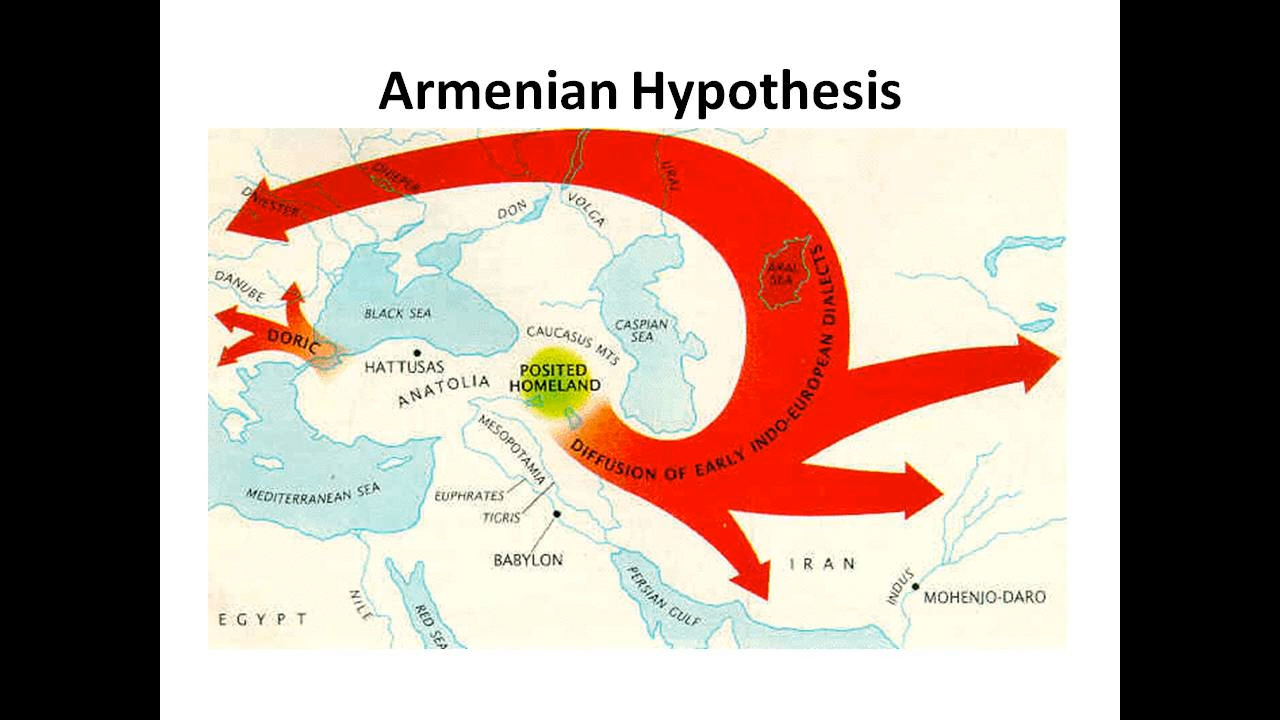 Armenian Hypothesis
DNIEPER
DNIESTER
URAL
DON
VOLGA
ARAL
SEA
DANUBE
BLACK SEA
CASPIAN
SEA
CAUCASUS MTS
DORIC
HATTUSAS
ANATOLIA
POSITED
HOMELAND
DIFFUSION OF EARLY INDO-EUROPEAN DIALECTS
MESOPOTAMIA
MEDITERRANEAN SEA
EUPHRATES
TIGRIS
BABYLON
IRAN
PERSIAN GULF
INDUS
MOHENJO-DARO
EGYPT
NILE
RED SEA